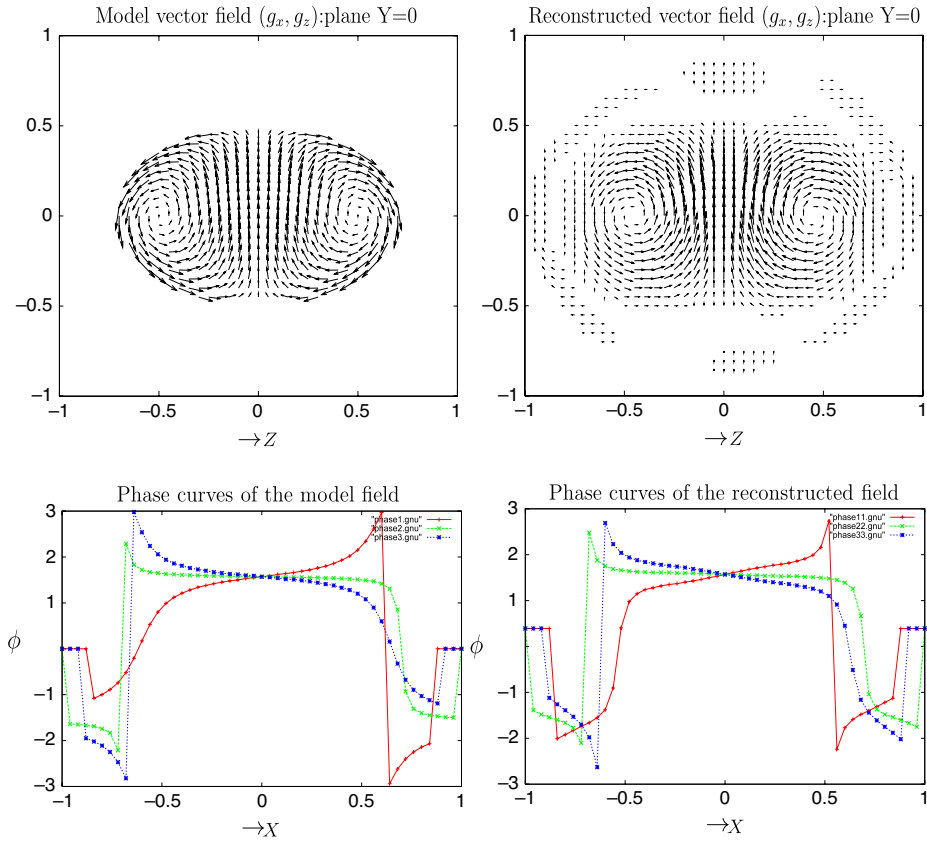 Model vector field (gx, gz):plane Y=0
Reconstructed vector field (gx, gz):plane Y=0
1
0.5
0
−0.5
−1
−1
−0.5
0
0.5
1
→Z
1
0.5
0
−0.5
−1
−1
−0.5
0
0.5
1
→Z
Phase curves of the model field
Phase curves of the reconstructed field
3
2
1
−1
−2
−3
ϕ
"phase1.gnu"
"phase2.gnu"
"phase3.gnu"
-1
−0.5
0
0.5
1
→X
3
2
1
−1
−2
−3
ϕ
"phase11.gnu"
"phase22.gnu"
"phase33.gnu"
-1
−0.5
0
0.5
1
→X